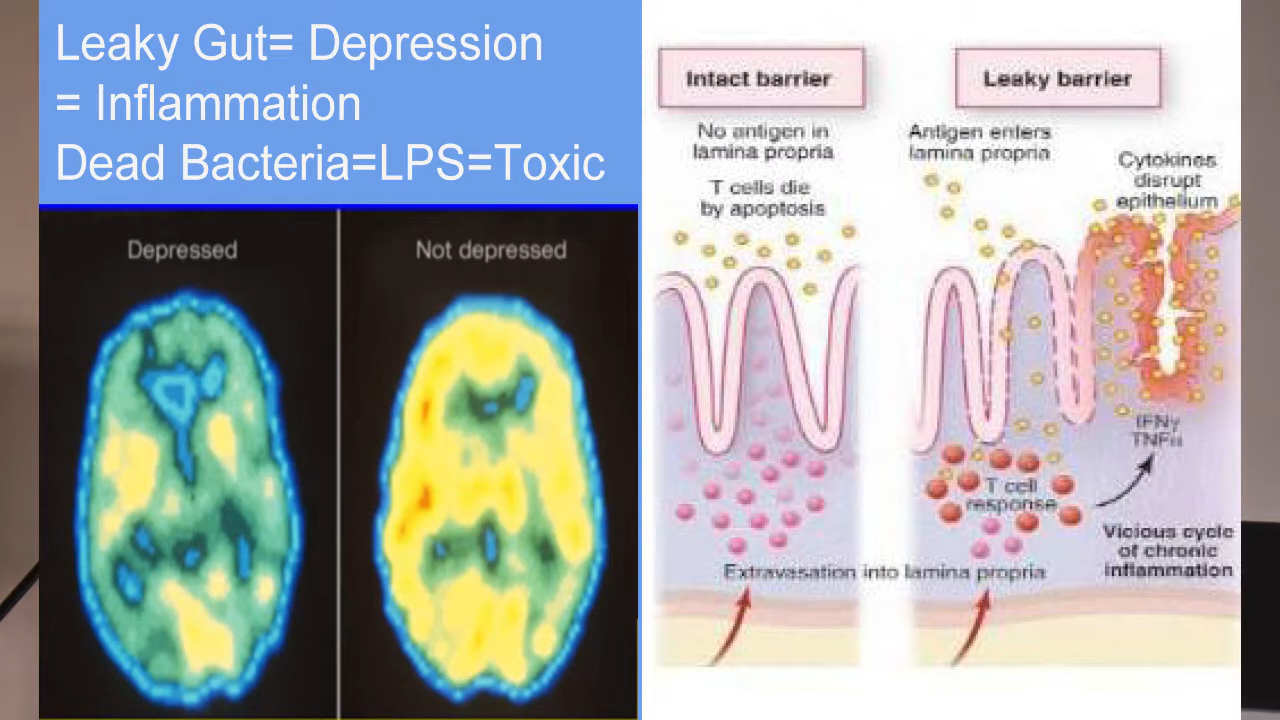 Leaky Gut= Depression
= Inflammation
Dead Bacteria=LPS=Toxic
Depressed
Not depressed
Intact barrier
Leaky barrier
No antigen in
lamina propria
T cells die
by apoptosis
Antigen enters
lamina propria
Cytokines
disrupt
epithelium
IFNγ
TNFα
T cell
response
Vicious cycle
of chronic
inflammation
Extravasation into lamina propria